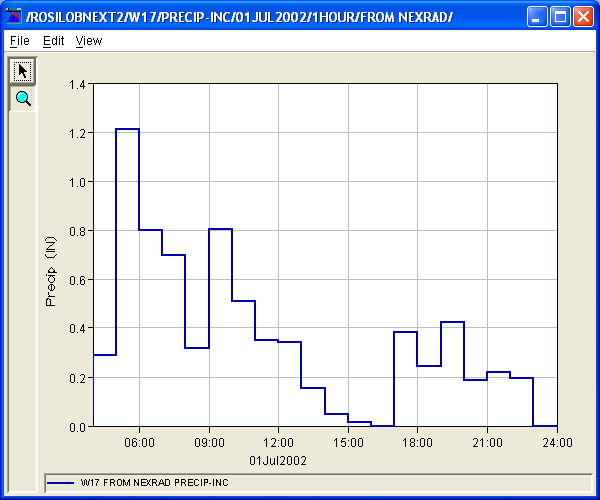 /ROSILOBNEXT2/W17/PRECIP-INC/01JUL2002/1HOUR/FROM NEXRAD/
File Edit View
1.4
1.2
1.0
0.8
0.6
0.4
0.2
0.0
Precip (IN)
06:00 09:00 12:00 15:00 18:00 21:00 24:00
01Jul2002
W17 FROM NEXRAD PRECIP-INC